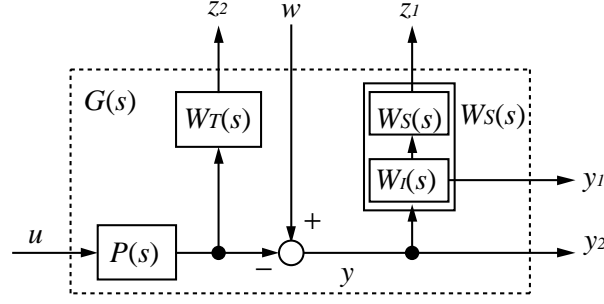 z2 w z1
G(s)
WT(s) WS(s) WS(s)
WI(s) y1
+
u P(s) − y y2